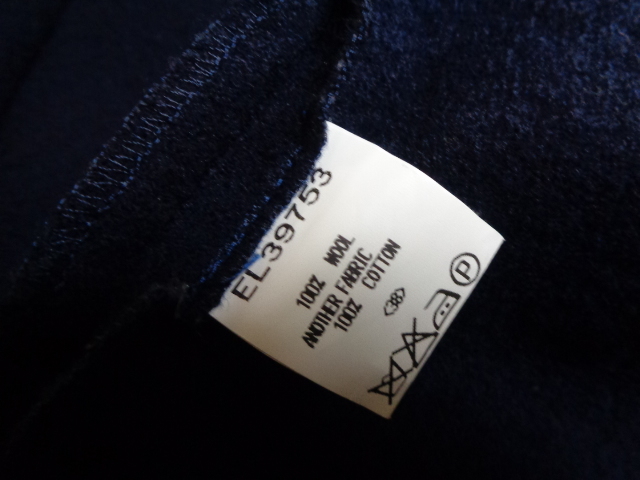 EL39753
100% WOOL
ANOTHER FABRIC
100% COTTON
<38>
P